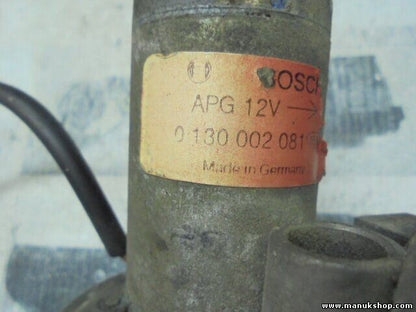 BOSCH
APG 12V →
0 130 002 081
Made in Germany
www.manukshop.com